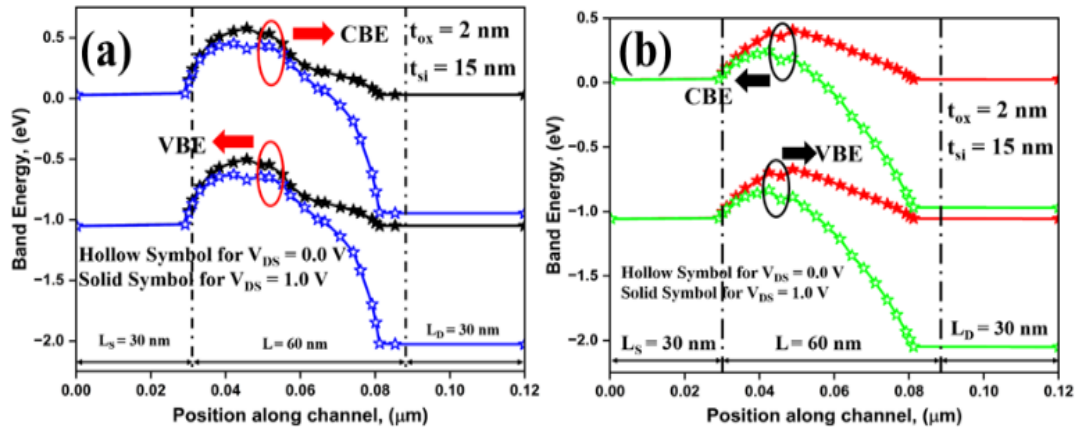 (a)
CBE
t_ox = 2 nm
t_si = 15 nm
VBE
Hollow Symbol for V_DS = 0.0 V
Solid Symbol for V_DS = 1.0 V
L_S = 30 nm
L= 60 nm
L_D = 30 nm
0.5
0.0
−0.5
−1.0
−1.5
−2.0
Band Energy, (eV)
0.00 0.02 0.04 0.06 0.08 0.10 0.12
Position along channel, (μm)
(b)
CBE
t_ox = 2 nm
t_si = 15 nm
VBE
Hollow Symbol for V_DS = 0.0 V
Solid Symbol for V_DS = 1.0 V
L_S = 30 nm
L = 60 nm
L_D = 30 nm
0.5
0.0
−0.5
−1.0
−1.5
−2.0
Band Energy, (eV)
0.00 0.02 0.04 0.06 0.08 0.10 0.12
Position along channel, (μm)